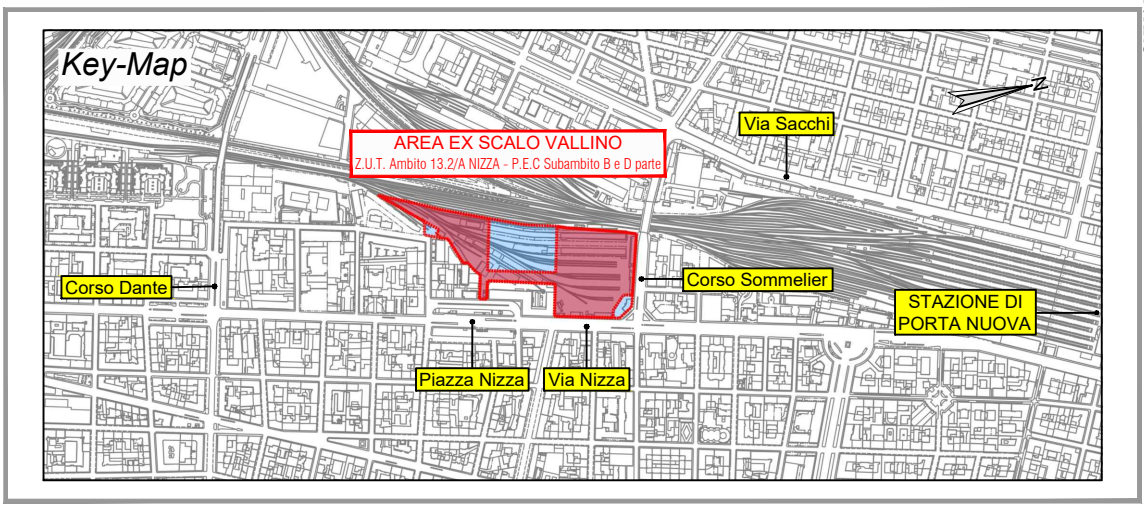 Key-Map
Z
Via Sacchi
AREA EX SCALO VALLINO
Z.U.T. Ambito 13.2/A NIZZA - P.E.C Subambito B e D parte
Corso Dante
Corso Sommelier
STAZIONE DI
PORTA NUOVA
Piazza Nizza
Via Nizza